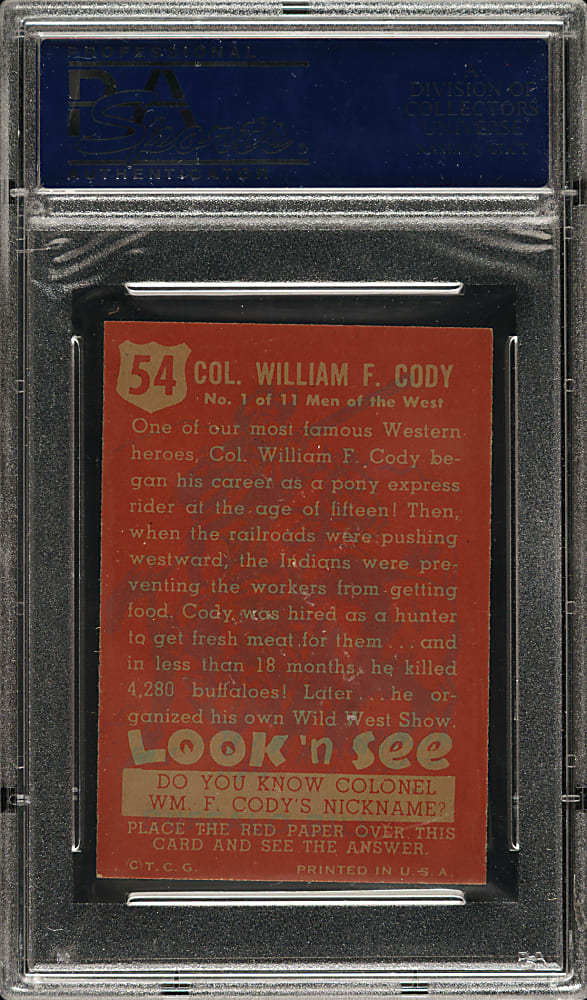 PROFESSIONAL
PSA
Sports
AUTHENTICATOR
A
DIVISION OF
COLLECTORS
UNIVERSE
54
COL. WILLIAM F. CODY
No. 1 of 11 Men of the West
One of our most famous Western
heroes, Col. William F. Cody be-
gan his career as a pony express
rider at the age of fifteen! Then,
when the railroads were pushing
westward, the Indians were pre-
venting the workers from getting
food. Cody was hired as a hunter
to get fresh meat for them . . . and
in less than 18 months he killed
4,280 buffaloes! Later . . . he or-
ganized his own Wild West Show.
LOOK 'n See
DO YOU KNOW COLONEL
WM. F. CODY'S NICKNAME?
PLACE THE RED PAPER OVER THIS
CARD AND SEE THE ANSWER.
© T.C.G.
PRINTED IN U.S.A.
PSA